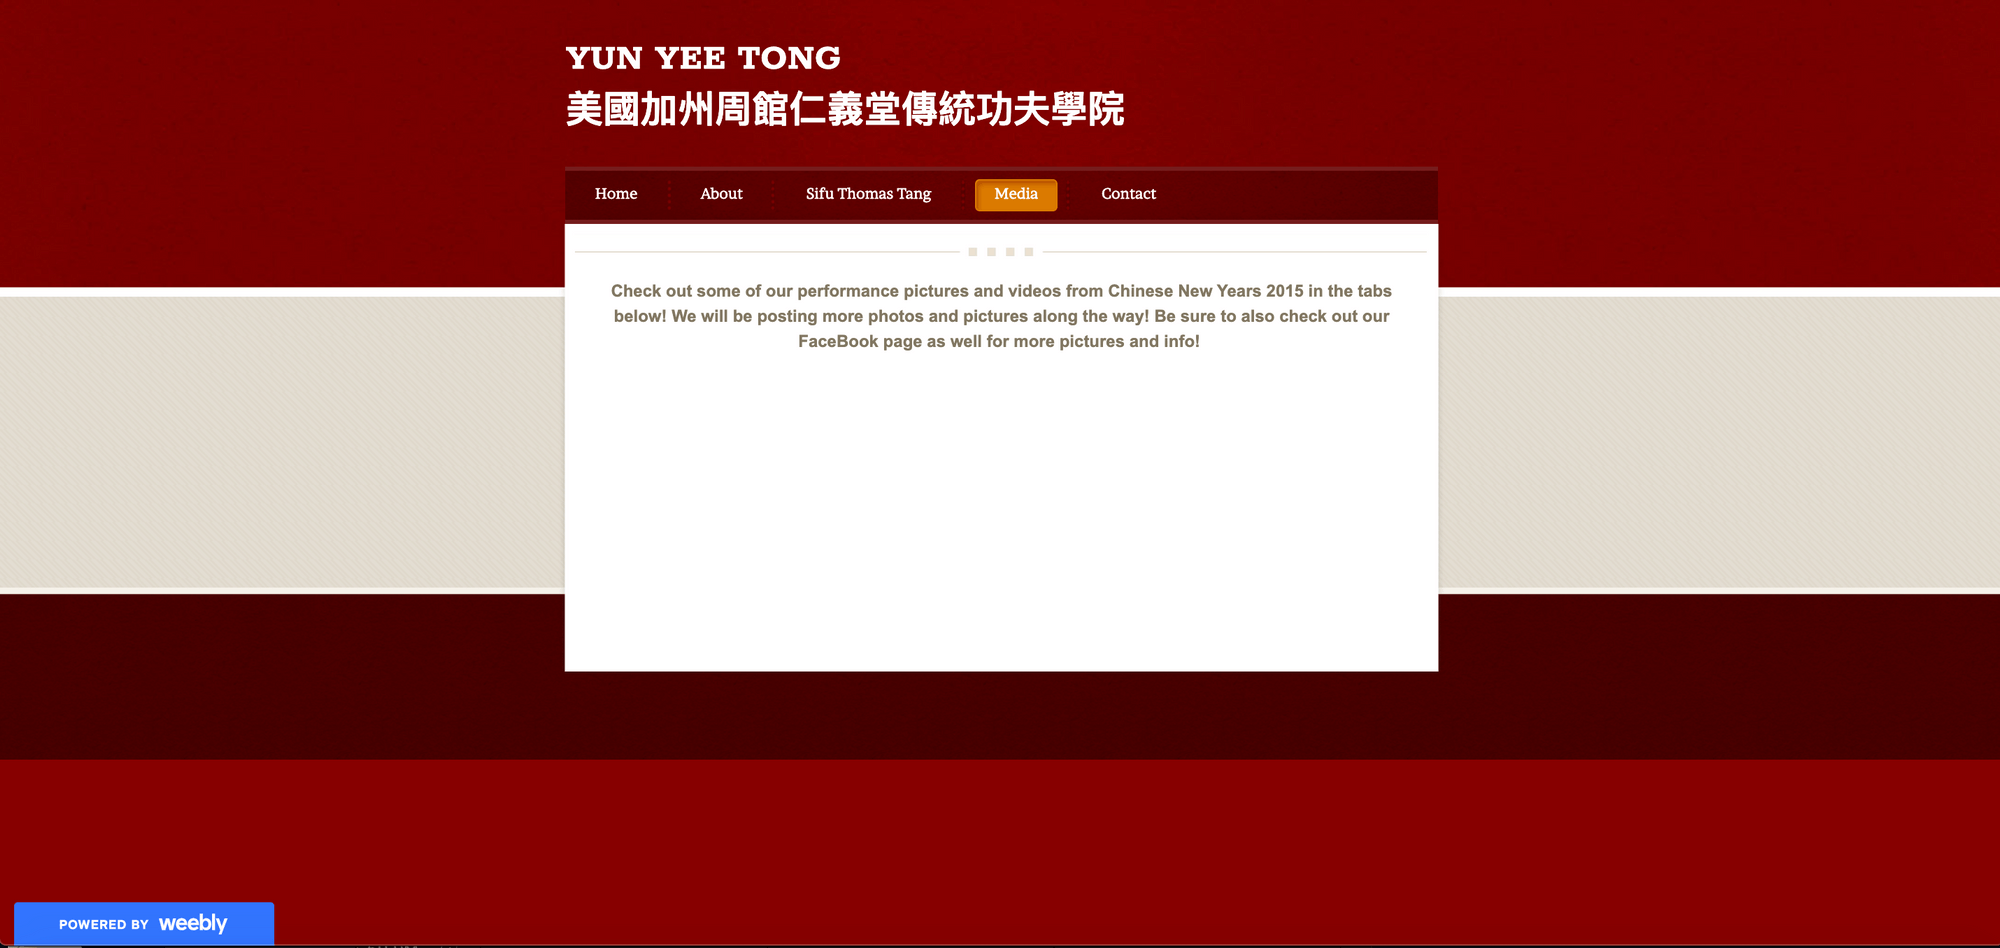 YUN YEE TONG
美國加州周館仁義堂傳統功夫學院
Home About Sifu Thomas Tang Media Contact
Check out some of our performance pictures and videos from Chinese New Years 2015 in the tabs
below! We will be posting more photos and pictures along the way! Be sure to also check out our
FaceBook page as well for more pictures and info!
POWERED BY weebly